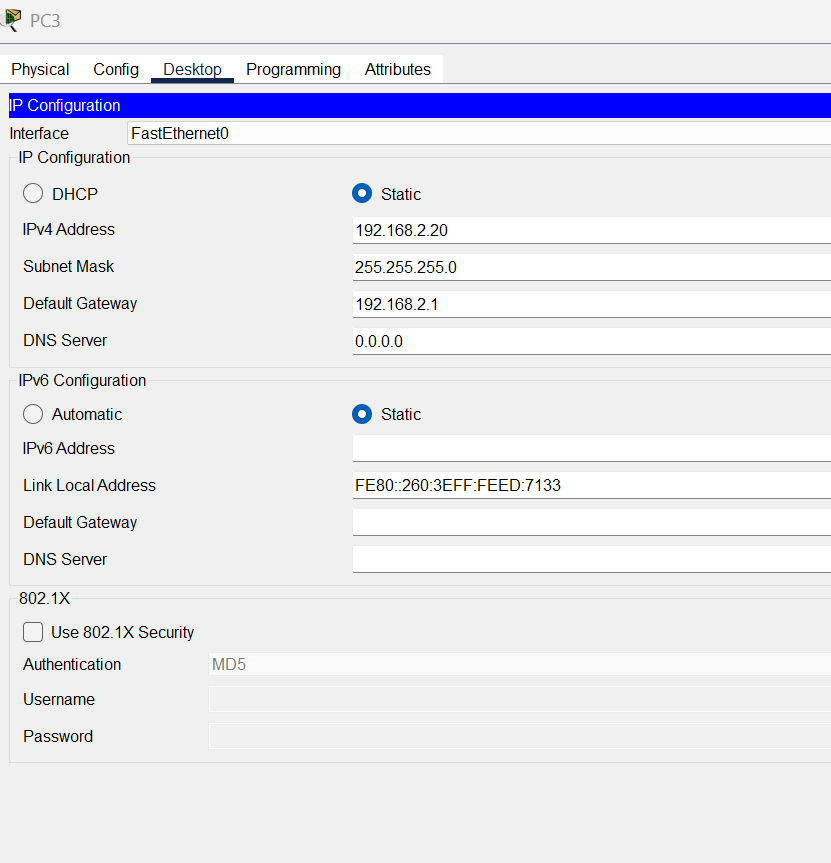 PC3
Physical Config Desktop Programming Attributes
IP Configuration
Interface FastEthernet0
IP Configuration
DHCP Static
IPv4 Address 192.168.2.20
Subnet Mask 255.255.255.0
Default Gateway 192.168.2.1
DNS Server 0.0.0.0
IPv6 Configuration
Automatic Static
IPv6 Address
Link Local Address FE80::260:3EFF:FEED:7133
Default Gateway
DNS Server
802.1X
Use 802.1X Security
Authentication MD5
Username
Password